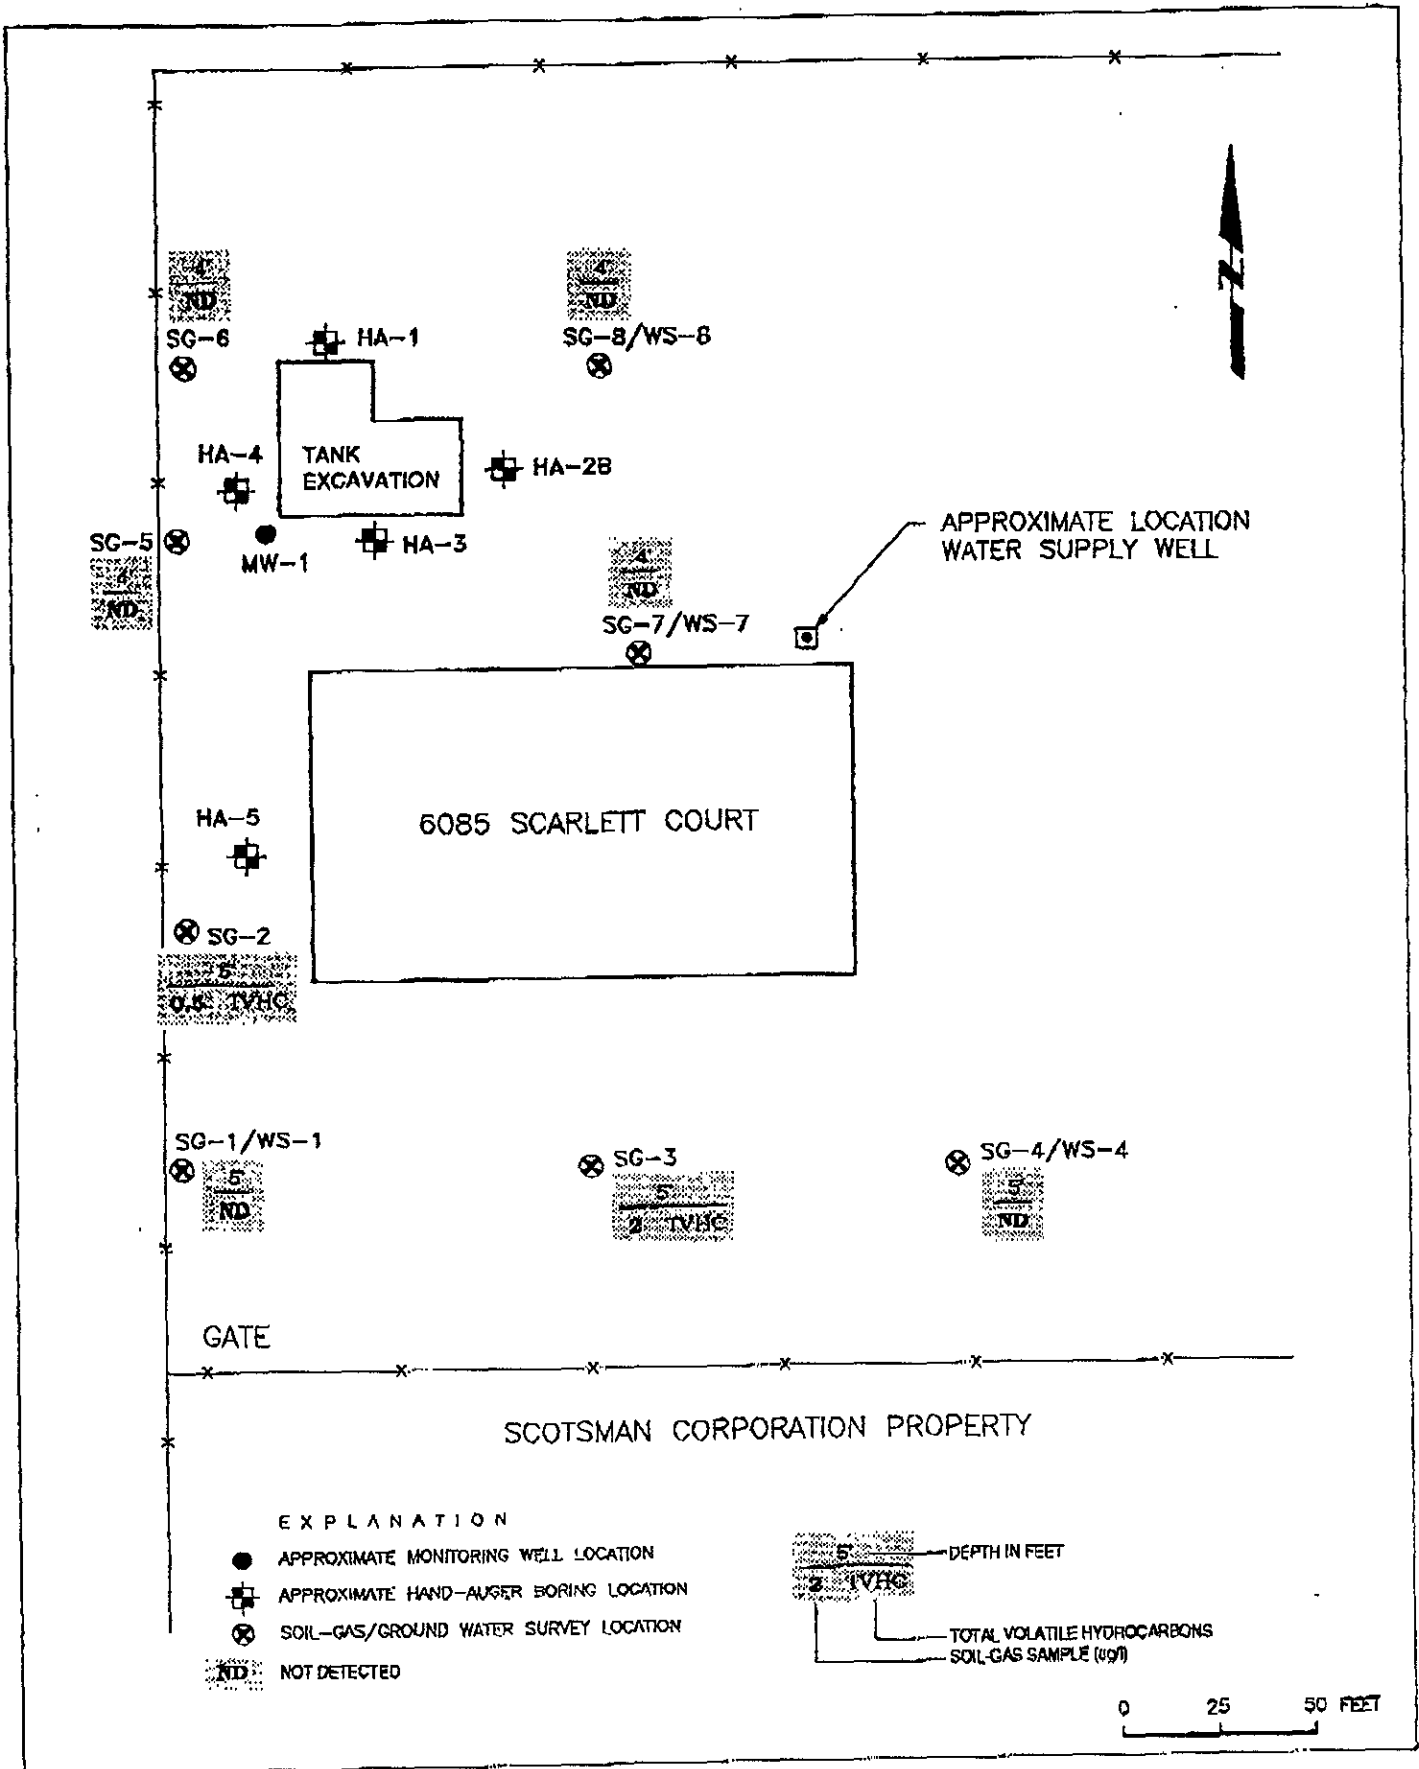 4'
ND
SG-6
HA-1
4'
ND
SG-8/WS-8
N
HA-4
TANK
EXCAVATION
HA-2B
SG-5
4'
ND
MW-1
HA-3
APPROXIMATE LOCATION
WATER SUPPLY WELL
4'
ND
SG-7/WS-7
6085 SCARLETT COURT
HA-5
SG-2
5'
0.5 TVHC
SG-1/WS-1
5'
ND
SG-3
5'
2 TVHC
SG-4/WS-4
5'
ND
GATE
SCOTSMAN CORPORATION PROPERTY
EXPLANATION
APPROXIMATE MONITORING WELL LOCATION
APPROXIMATE HAND-AUGER BORING LOCATION
SOIL-GAS/GROUND WATER SURVEY LOCATION
ND NOT DETECTED
5' DEPTH IN FEET
2 TVHC
TOTAL VOLATILE HYDROCARBONS
SOIL-GAS SAMPLE (ug/l)
0 25 50 FEET